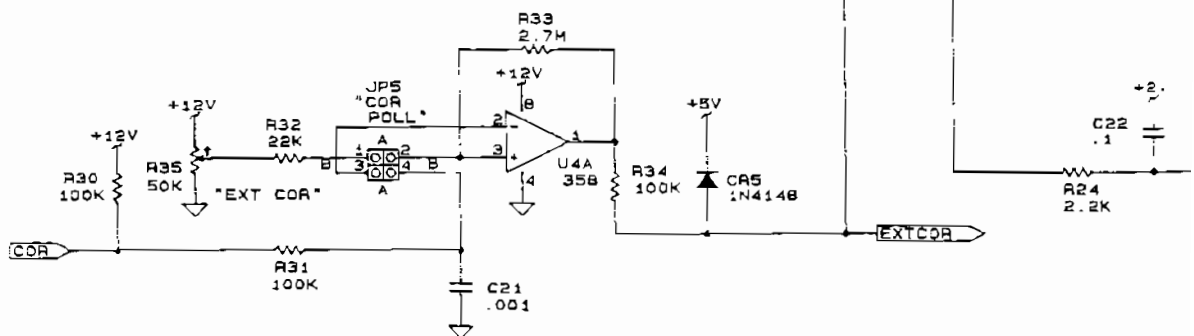 R33
2.7M
+12V
8
JP5
"COR
POLL"
2
-
1
3
+
4
U4A
358
+12V
R32
22K
A
1 2
B B
3 4
A
+12V
R30
100K
R35
50K
"EXT COR"
COR
R31
100K
C21
.001
R34
100K
+5V
CR5
1N4148
EXTCOR
+2.
C22
.1
R24
2.2K